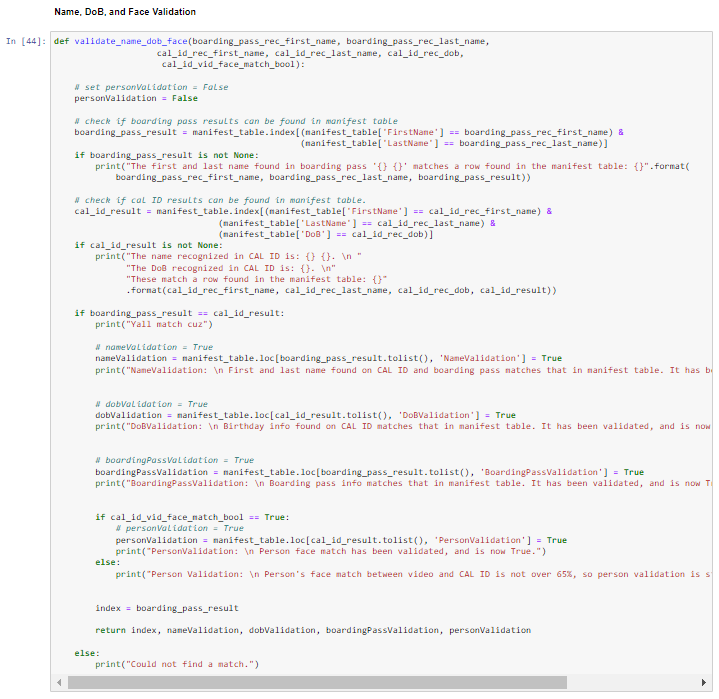 Name, DoB, and Face Validation
In [44]: def validate_name_dob_face(boarding_pass_rec_first_name, boarding_pass_rec_last_name,
cal_id_rec_first_name, cal_id_rec_last_name, cal_id_rec_dob,
cal_id_vid_face_match_bool):
# set personValidation = False
personValidation = False
# check if boarding pass results can be found in manifest table
boarding_pass_result = manifest_table.index[(manifest_table['FirstName'] == boarding_pass_rec_first_name) &
(manifest_table['LastName'] == boarding_pass_rec_last_name)]
if boarding_pass_result is not None:
print("The first and last name found in boarding pass '{} {}' matches a row found in the manifest table: {}".format(
boarding_pass_rec_first_name, boarding_pass_rec_last_name, boarding_pass_result))
# check if cal ID results can be found in manifest table.
cal_id_result = manifest_table.index[(manifest_table['FirstName'] == cal_id_rec_first_name) &
(manifest_table['LastName'] == cal_id_rec_last_name) &
(manifest_table['DoB'] == cal_id_rec_dob)]
if cal_id_result is not None:
print("The name recognized in CAL ID is: {} {}. \n "
"The DoB recognized in CAL ID is: {}. \n"
"These match a row found in the manifest table: {}"
.format(cal_id_rec_first_name, cal_id_rec_last_name, cal_id_rec_dob, cal_id_result))
if boarding_pass_result == cal_id_result:
print("Yall match cuz")
# nameValidation = True
nameValidation = manifest_table.loc[boarding_pass_result.tolist(), 'NameValidation'] = True
print("NameValidation: \n First and last name found on CAL ID and boarding pass matches that in manifest table. It has b
# dobValidation = True
dobValidation = manifest_table.loc[cal_id_result.tolist(), 'DoBValidation'] = True
print("DoBValidation: \n Birthday info found on CAL ID matches that in manifest table. It has been validated, and is now
# boardingPassValidation = True
boardingPassValidation = manifest_table.loc[boarding_pass_result.tolist(), 'BoardingPassValidation'] = True
print("BoardingPassValidation: \n Boarding pass info matches that in manifest table. It has been validated, and is now T
if cal_id_vid_face_match_bool == True:
# personValidation = True
personValidation = manifest_table.loc[cal_id_result.tolist(), 'PersonValidation'] = True
print("PersonValidation: \n Person face match has been validated, and is now True.")
else:
print("Person Validation: \n Person's face match between video and CAL ID is not over 65%, so person validation is s
index = boarding_pass_result
return index, nameValidation, dobValidation, boardingPassValidation, personValidation
else:
print("Could not find a match.")